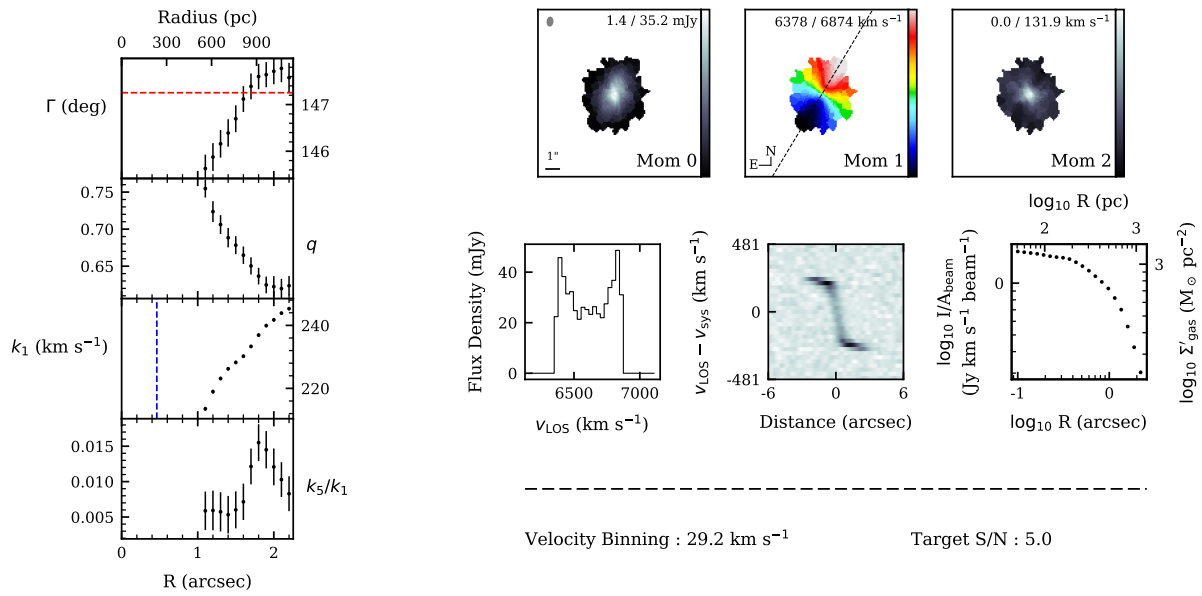 Radius (pc)
0 300 600 900
Γ (deg)
147
146
0.75
0.70
0.65
q
k₁ (km s⁻¹)
240
220
0.015
0.010
0.005
k₅/k₁
0 1 2
R (arcsec)
1.4 / 35.2 mJy
1"
Mom 0
6378 / 6874 km s⁻¹
N
E
Mom 1
0.0 / 131.9 km s⁻¹
Mom 2
Flux Density (mJy)
40
20
0
6500 7000
v_LOS (km s⁻¹)
v_LOS − v_sys (km s⁻¹)
481
0
-481
-6 0 6
Distance (arcsec)
log₁₀ R (pc)
2 3
log₁₀ I/A_beam
(Jy km s⁻¹ beam⁻¹)
0
3
log₁₀ Σ′_gas (M⊙ pc⁻²)
-1 0
log₁₀ R (arcsec)
Velocity Binning : 29.2 km s⁻¹
Target S/N : 5.0